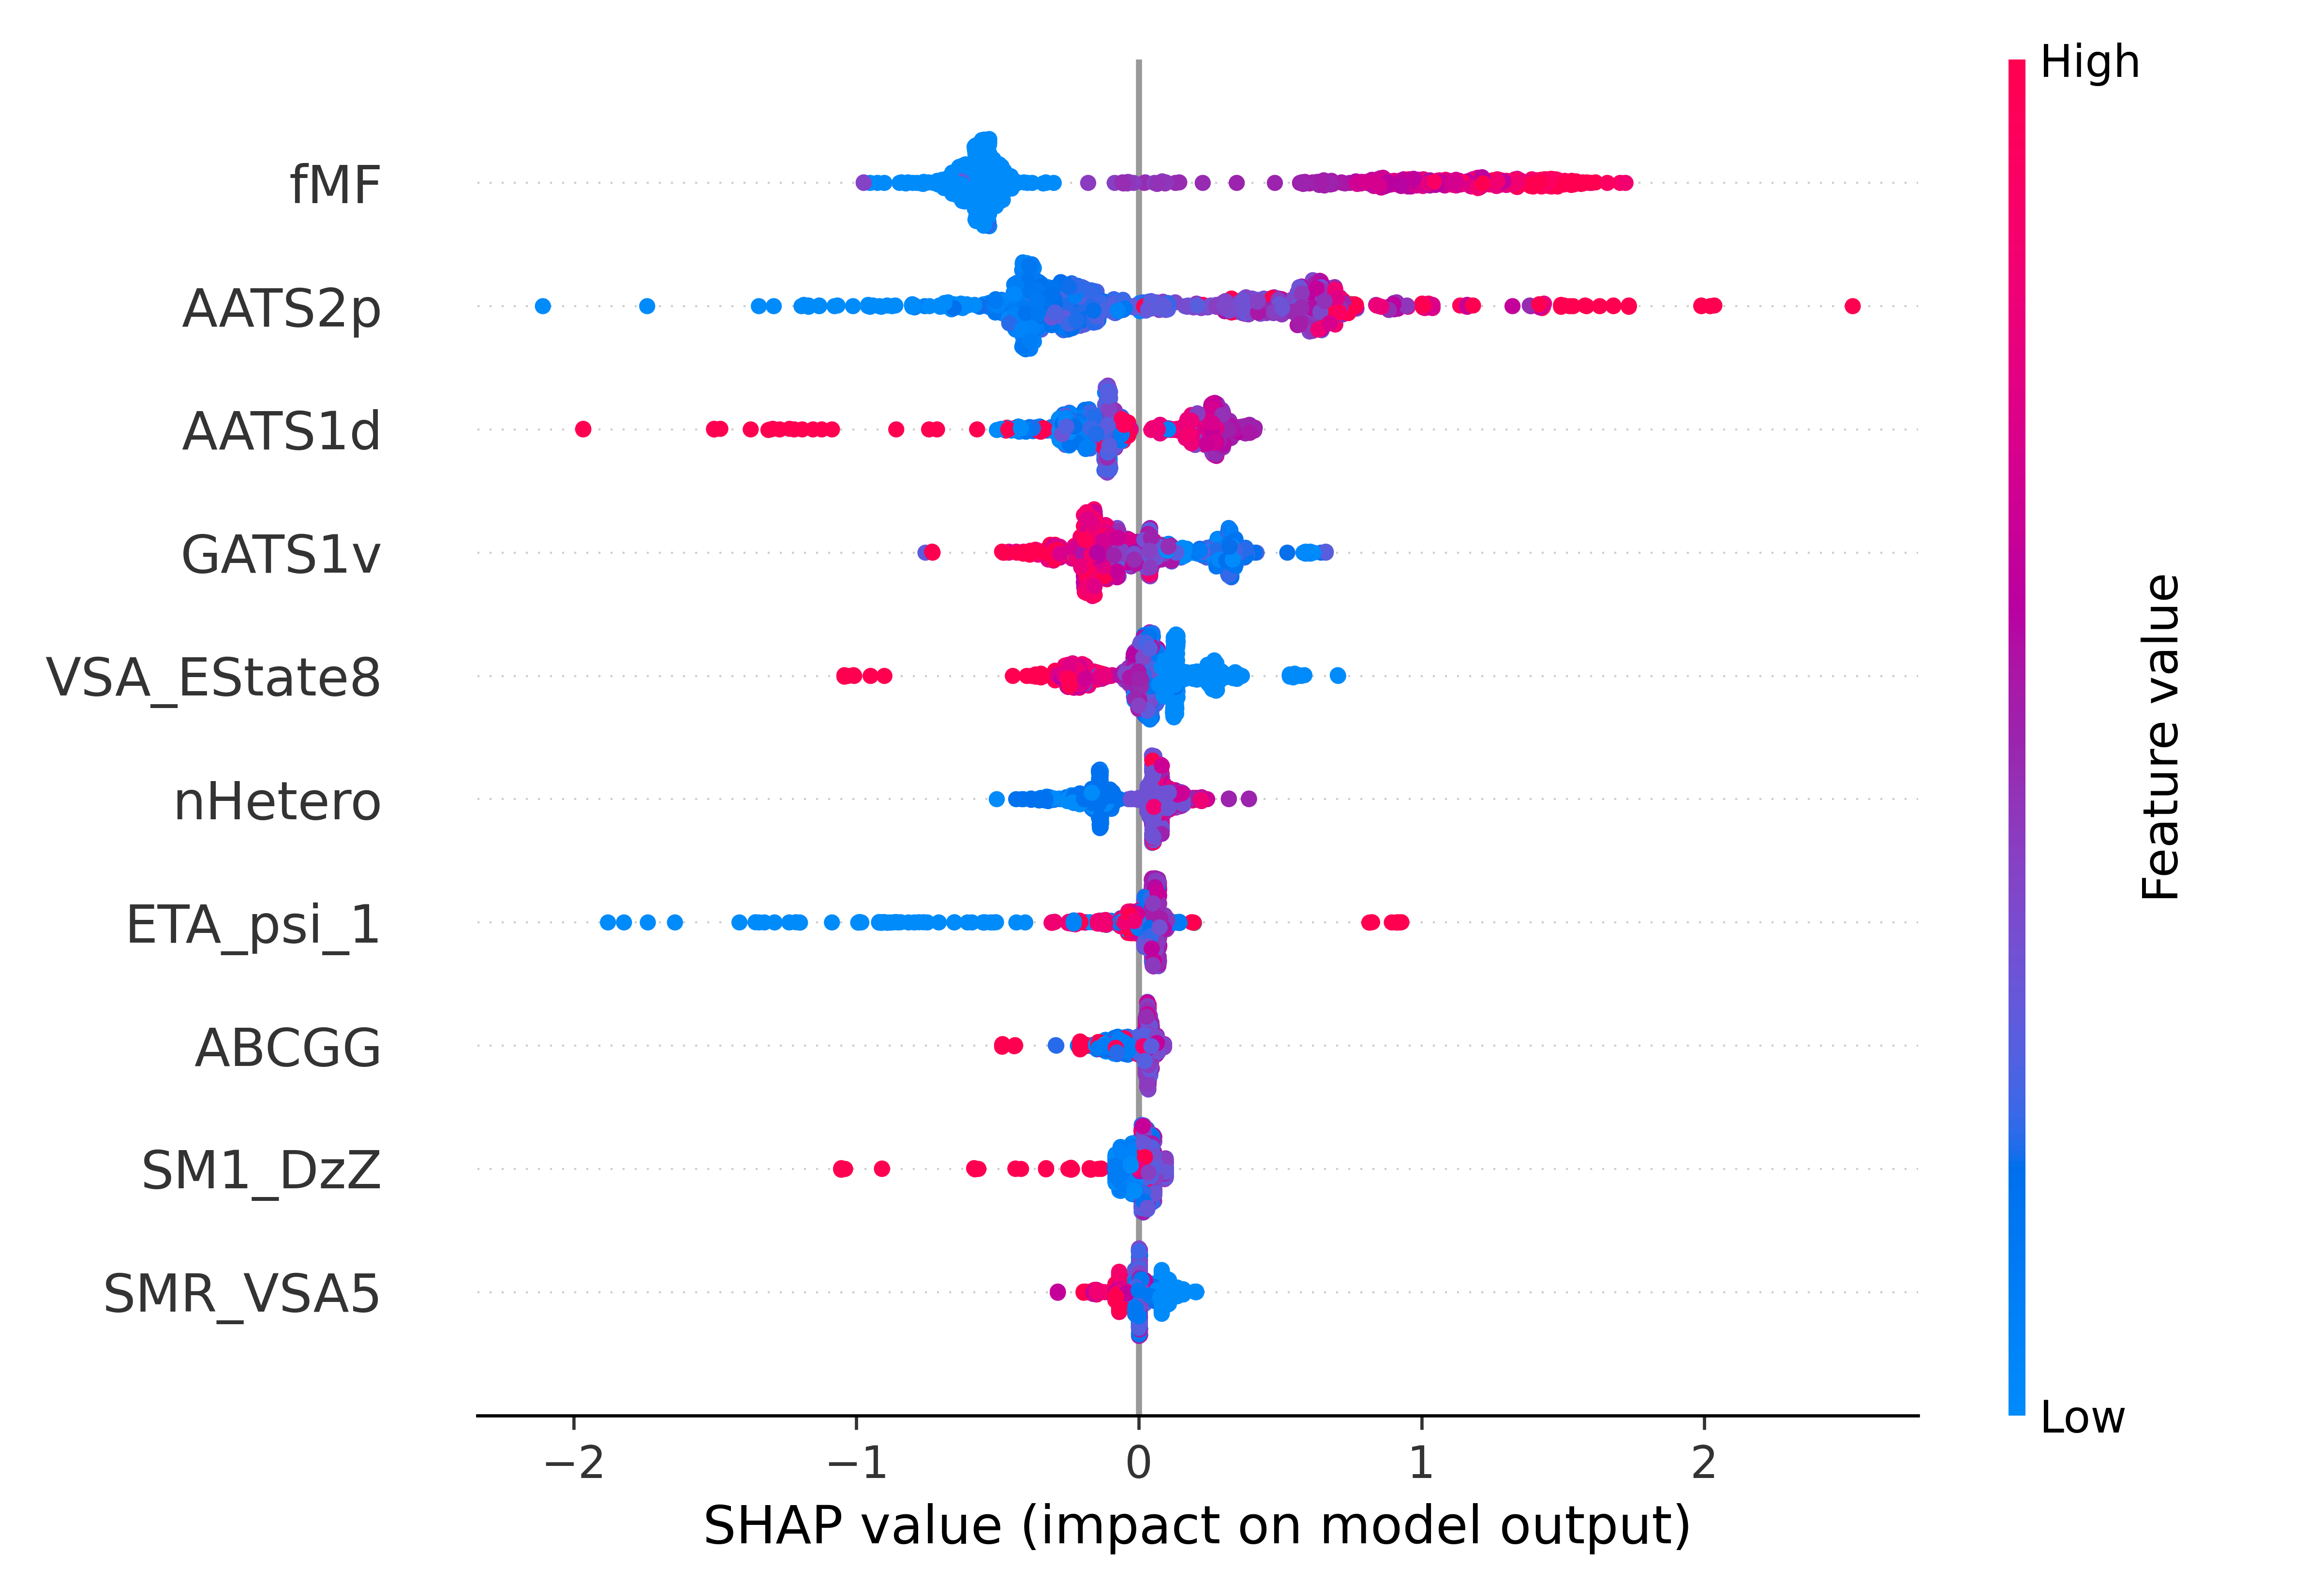 High
fMF
AATS2p
AATS1d
GATS1v
VSA_EState8
nHetero
ETA_psi_1
ABCGG
SM1_DzZ
SMR_VSA5
Feature value
Low
−2 −1 0 1 2
SHAP value (impact on model output)